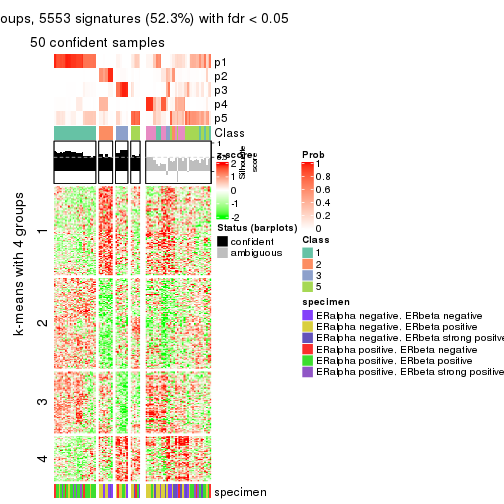 oups, 5553 signatures (52.3%) with fdr < 0.05
50 confident samples
p1
p2
p3
p4
p5
Class
1
Silhouette
score
z-score
2
1
0
-1
-2
Status (barplots)
confident
ambiguous
Prob
1
0.8
0.6
0.4
0.2
0
Class
1
2
3
5
specimen
ERalpha negative. ERbeta negative
ERalpha negative. ERbeta positive
ERalpha negative. ERbeta strong positive
ERalpha positive. ERbeta negative
ERalpha positive. ERbeta positive
ERalpha positive. ERbeta strong positive
k-means with 4 groups
1
2
3
4
specimen